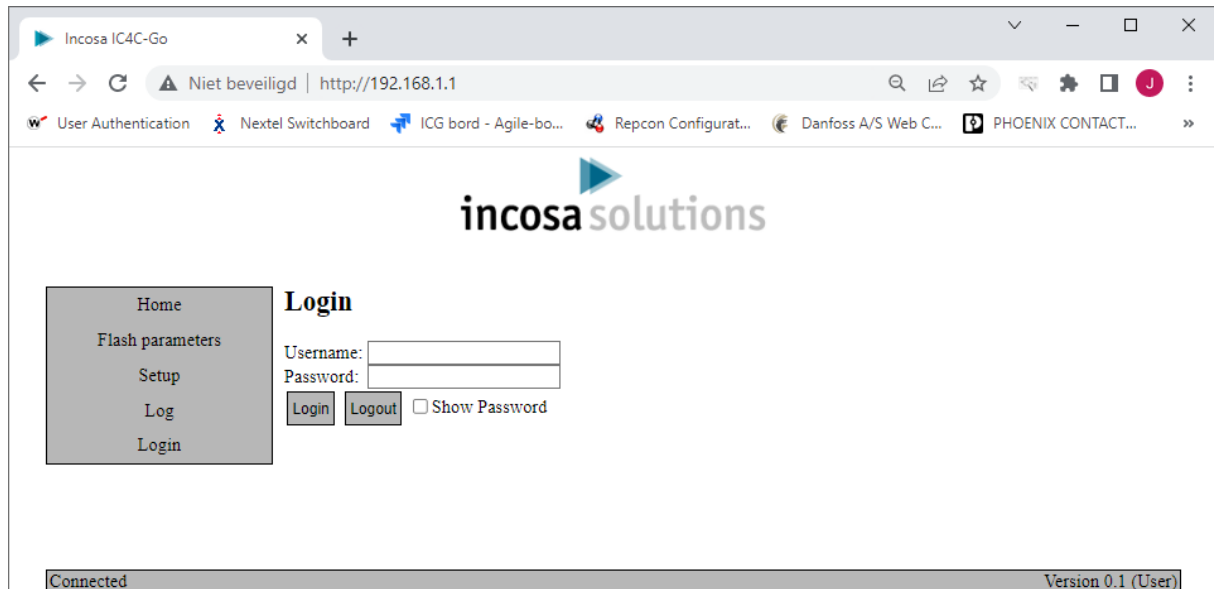 Incosa IC4C-Go
Niet beveiligd | http://192.168.1.1
J
User Authentication Nextel Switchboard ICG bord - Agile-bo... Repcon Configurat... Danfoss A/S Web C... PHOENIX CONTACT... »
incosa solutions
Home
Flash parameters
Setup
Log
Login
Login
Username:
Password:
Login Logout Show Password
Connected Version 0.1 (User)